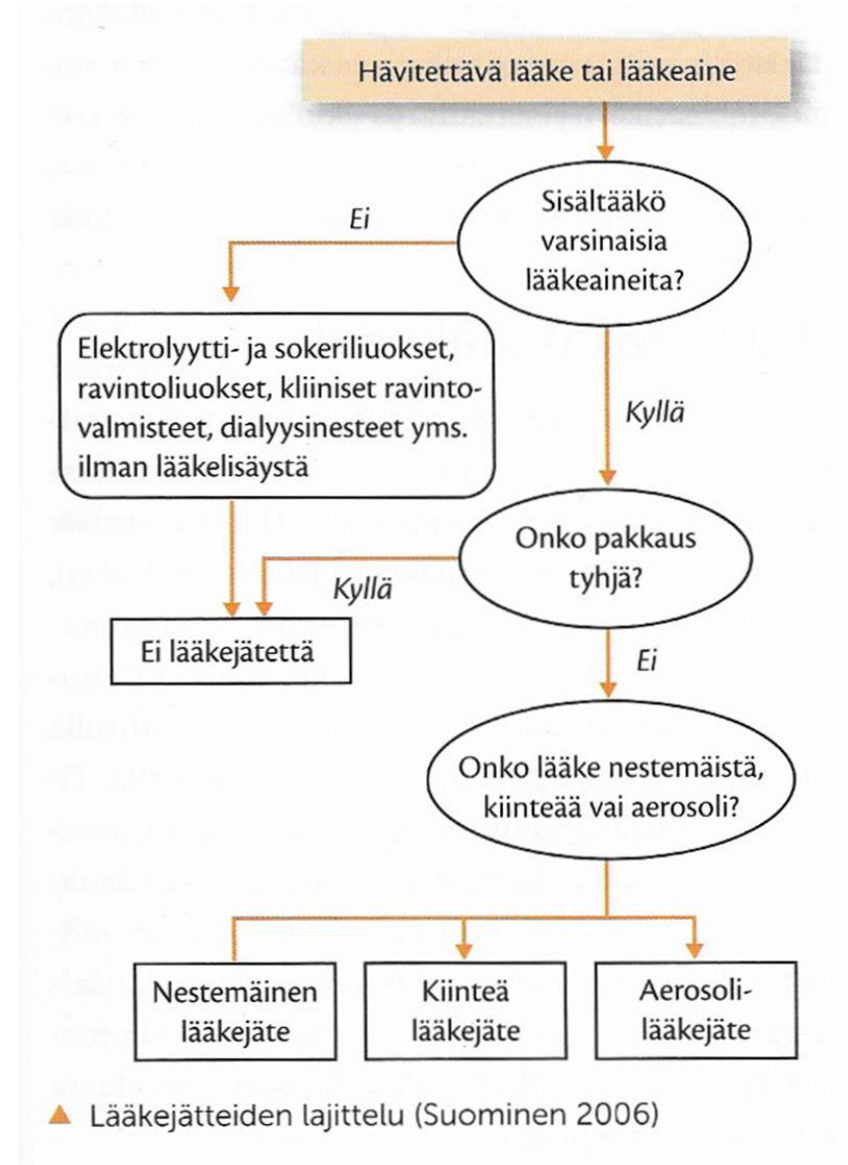 Hävitettävä lääke tai lääkeaine
Sisältääkö
varsinaisia
lääkeaineita?
Ei
Elektrolyytti- ja sokeriliuokset,
ravintoliuokset, kliiniset ravinto-
valmisteet, dialyysinesteet yms.
ilman lääkelisäystä
Kyllä
Onko pakkaus
tyhjä?
Kyllä
Ei lääkejätettä
Ei
Onko lääke nestemäistä,
kiinteää vai aerosoli?
Nestemäinen
lääkejäte
Kiinteä
lääkejäte
Aerosoli-
lääkejäte
Lääkejätteiden lajittelu (Suominen 2006)